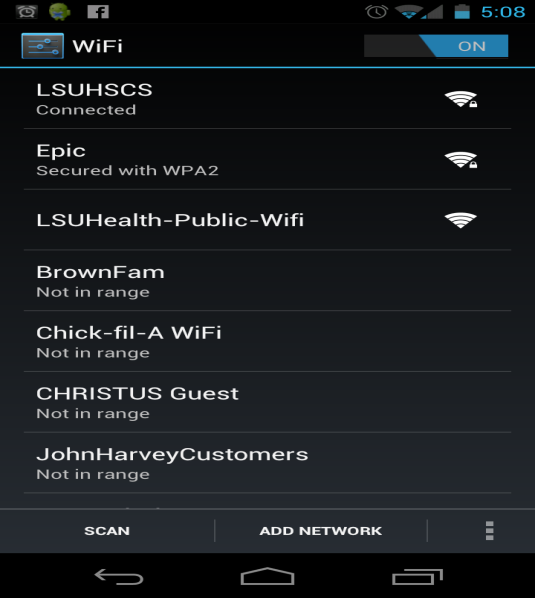 5:08
WiFi
ON
LSUHSCS
Connected
Epic
Secured with WPA2
LSUHealth-Public-Wifi
BrownFam
Not in range
Chick-fil-A WiFi
Not in range
CHRISTUS Guest
Not in range
JohnHarveyCustomers
Not in range
SCAN
ADD NETWORK